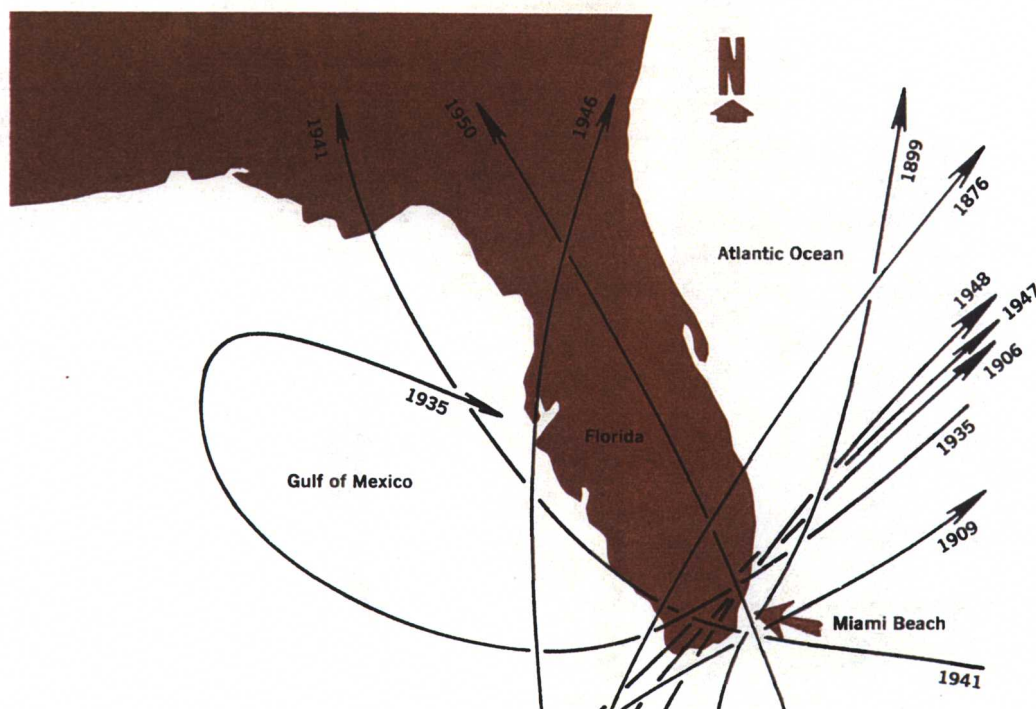 N
1941
1950
1946
1899
1876
Atlantic Ocean
1948
1947
1906
1935
Florida
1935
Gulf of Mexico
1909
Miami Beach
1941